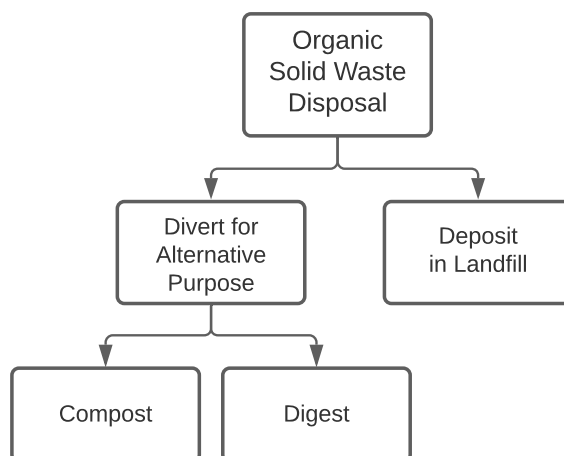 Organic
Solid Waste
Disposal
Divert for
Alternative
Purpose
Deposit
in Landfill
Compost
Digest